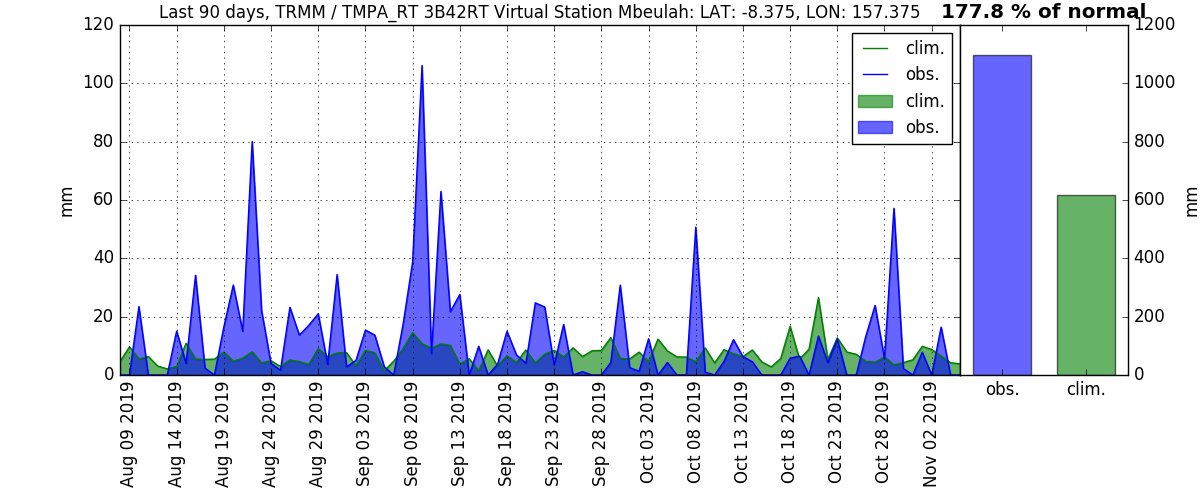 Last 90 days, TRMM / TMPA_RT 3B42RT Virtual Station Mbeulah: LAT: -8.375, LON: 157.375
177.8 % of normal
120
100
80
60
40
20
0
mm
clim.
obs.
clim.
obs.
1200
1000
800
600
400
200
0
mm
Aug 09 2019
Aug 14 2019
Aug 19 2019
Aug 24 2019
Aug 29 2019
Sep 03 2019
Sep 08 2019
Sep 13 2019
Sep 18 2019
Sep 23 2019
Sep 28 2019
Oct 03 2019
Oct 08 2019
Oct 13 2019
Oct 18 2019
Oct 23 2019
Oct 28 2019
Nov 02 2019
obs.
clim.